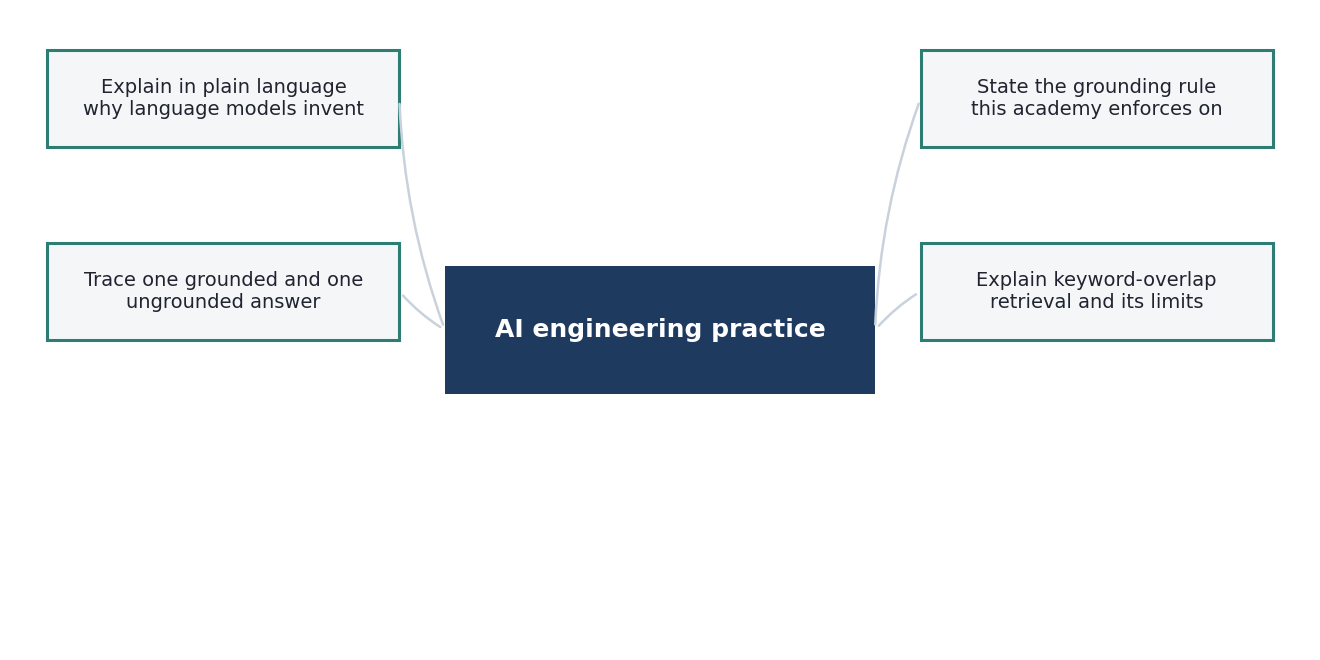 Explain in plain language
why language models invent
State the grounding rule
this academy enforces on
Trace one grounded and one
ungrounded answer
Explain keyword-overlap
retrieval and its limits
AI engineering practice